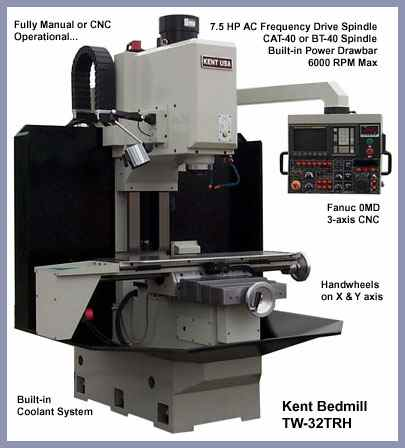 Fully Manual or CNC
Operational...
7.5 HP AC Frequency Drive Spindle
CAT-40 or BT-40 Spindle
Built-in Power Drawbar
6000 RPM Max
KENT USA
Fanuc 0MD
3-axis CNC
Handwheels
on X & Y axis
Built-in
Coolant System
Kent Bedmill
TW-32TRH